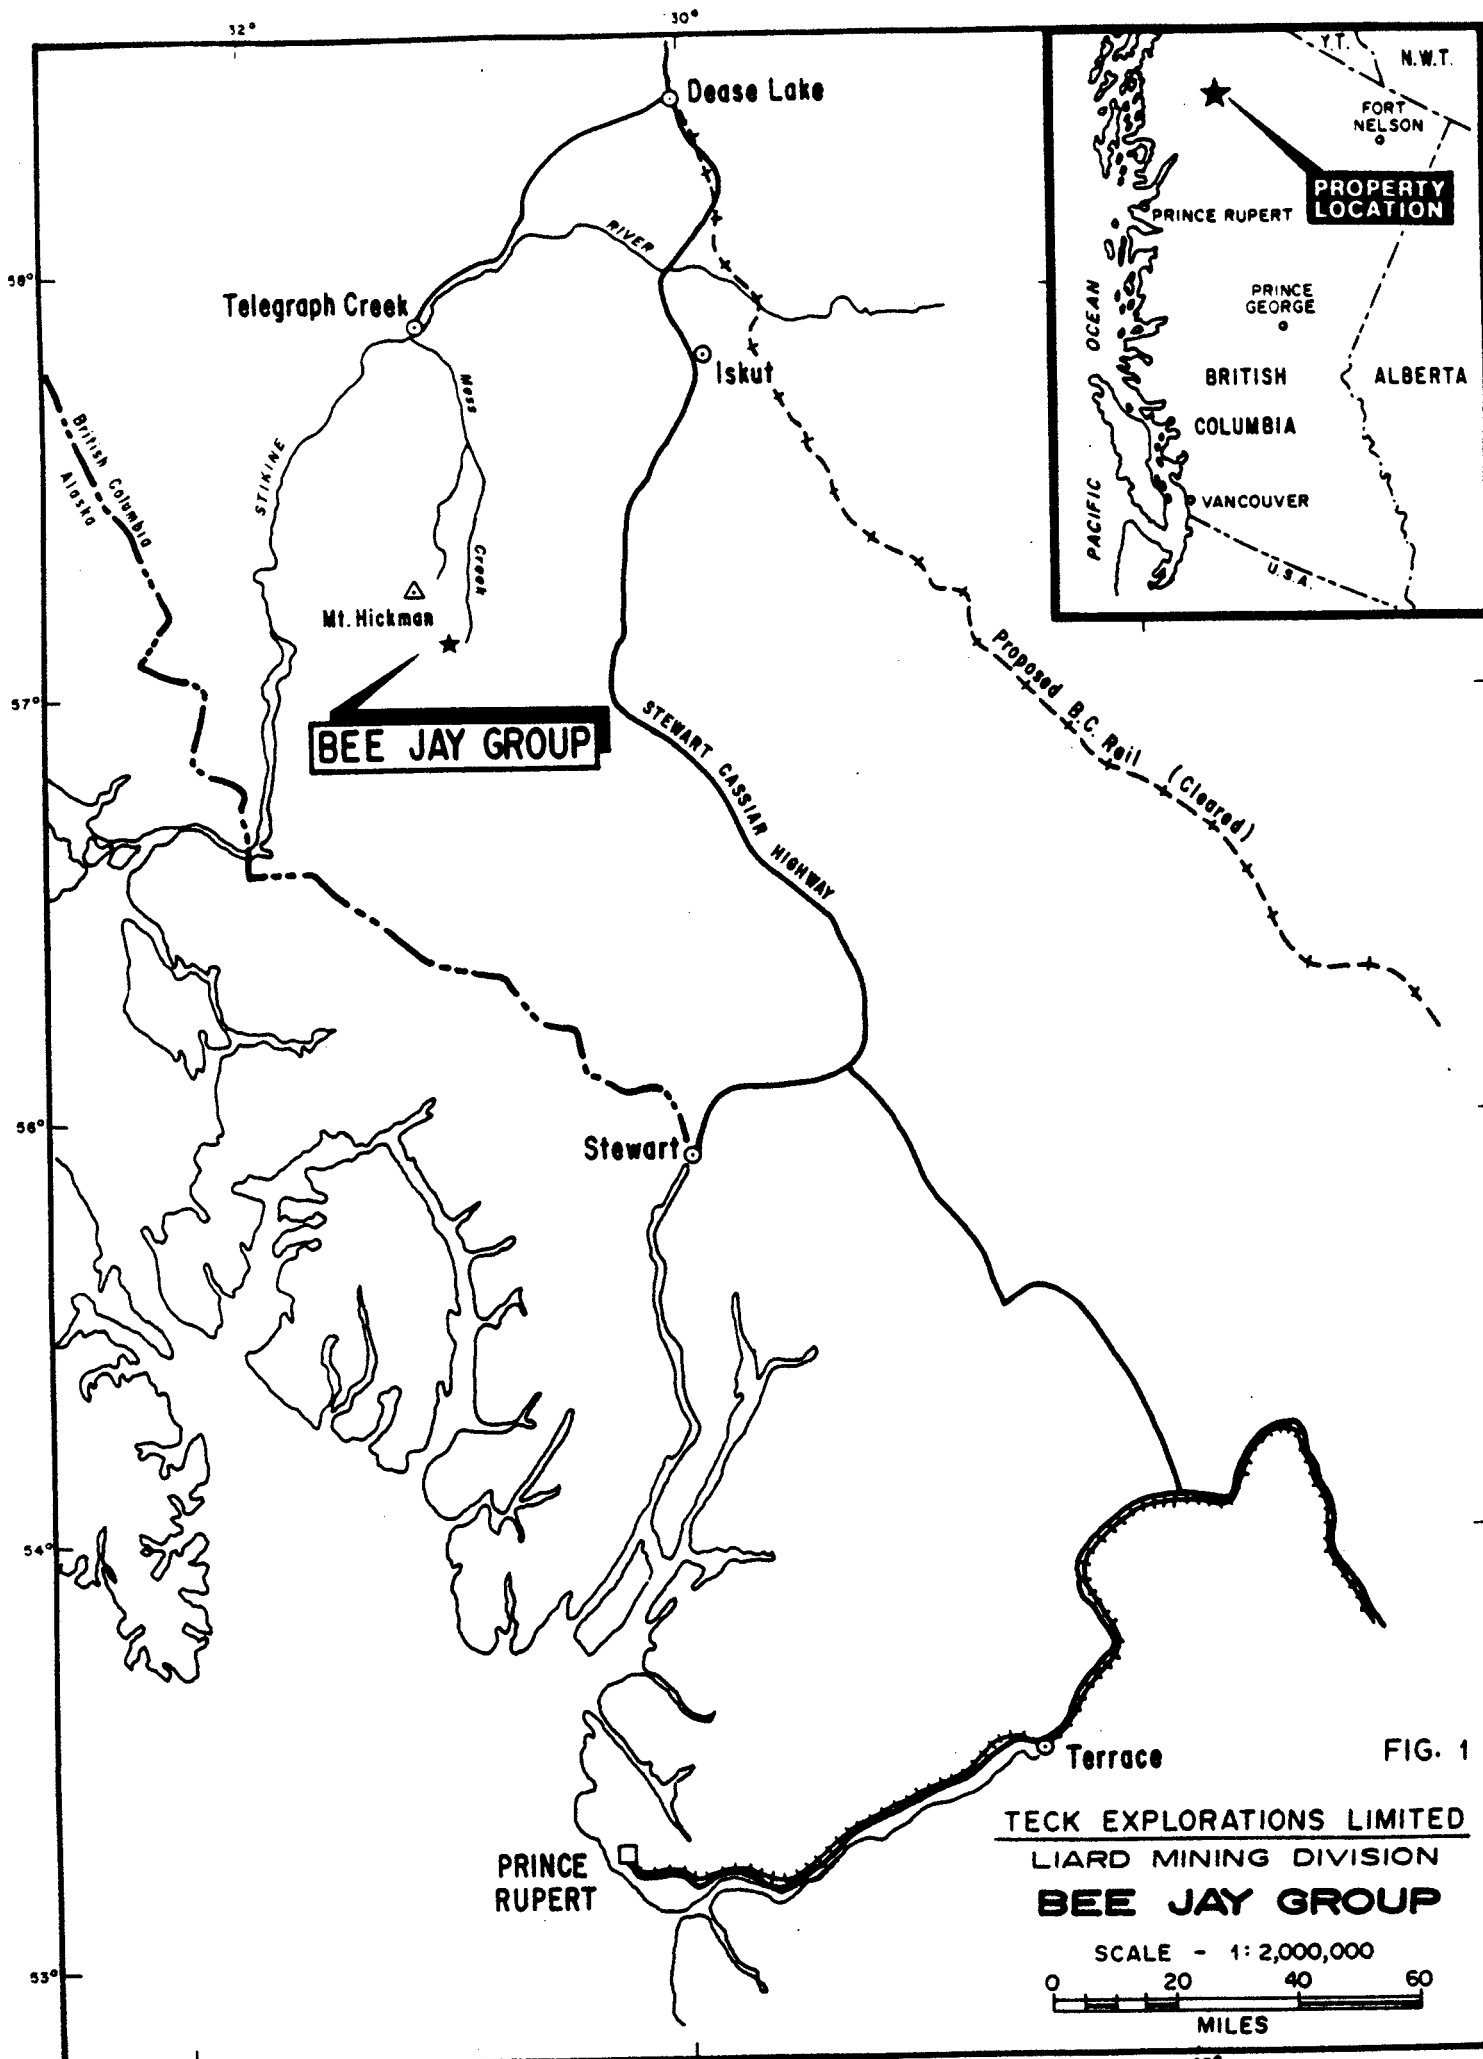 32°
30°
Dease Lake
RIVER
58°
Telegraph Creek
Iskut
Mess
Creek
British Columbia
Alaska
STIKINE
Mt. Hickman
57°
BEE JAY GROUP
STEWART CASSIAR HIGHWAY
Proposed B.C. Rail (Cleared)
56°
Stewart
54°
Terrace
PRINCE
RUPERT
53°
Y.T.
N.W.T.
FORT
NELSON
PROPERTY
LOCATION
PRINCE RUPERT
PRINCE
GEORGE
PACIFIC OCEAN
BRITISH
COLUMBIA
ALBERTA
VANCOUVER
U.S.A.
FIG. 1
TECK EXPLORATIONS LIMITED
LIARD MINING DIVISION
BEE JAY GROUP
SCALE - 1:2,000,000
0 20 40 60
MILES